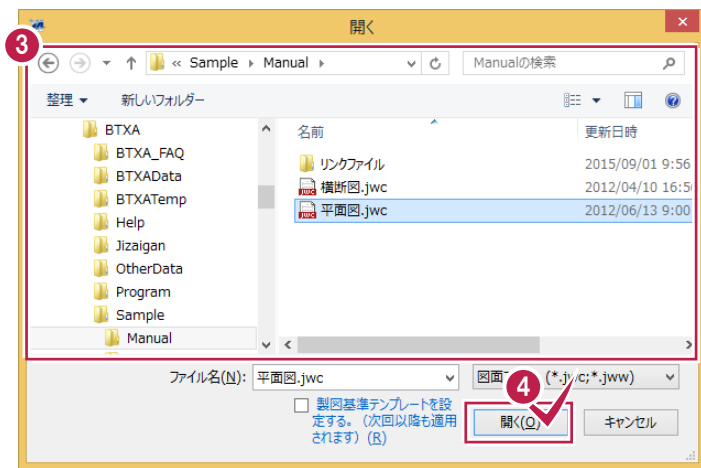 開く
3
« Sample Manual
Manualの検索
整理 新しいフォルダー
BTXA
BTXA_FAQ
BTXAData
BTXATemp
Help
Jizaigan
OtherData
Program
Sample
Manual
名前 更新日時
リンクファイル 2015/09/01 9:56
横断図.jwc 2012/04/10 16:5
平面図.jwc 2012/06/13 9:00
ファイル名(N): 平面図.jwc
図面 (*.jwc;*.jww)
4
製図基準テンプレートを設
定する。(次回以降も適用
されます) (R)
開く(O)
キャンセル